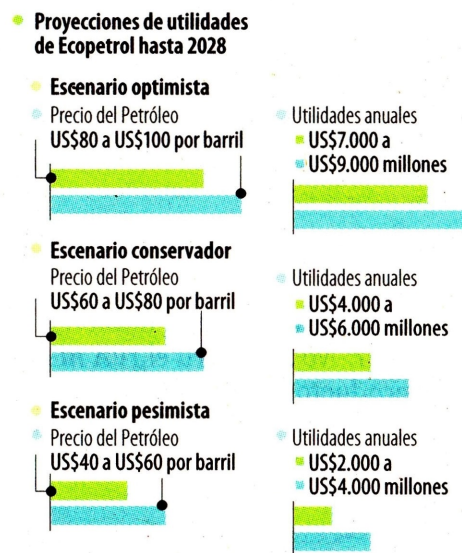 Proyecciones de utilidades
de Ecopetrol hasta 2028
Escenario optimista
Precio del Petróleo
US$80 a US$100 por barril
Utilidades anuales
US$7.000 a
US$9.000 millones
Escenario conservador
Precio del Petróleo
US$60 a US$80 por barril
Utilidades anuales
US$4.000 a
US$6.000 millones
Escenario pesimista
Precio del Petróleo
US$40 a US$60 por barril
Utilidades anuales
US$2.000 a
US$4.000 millones